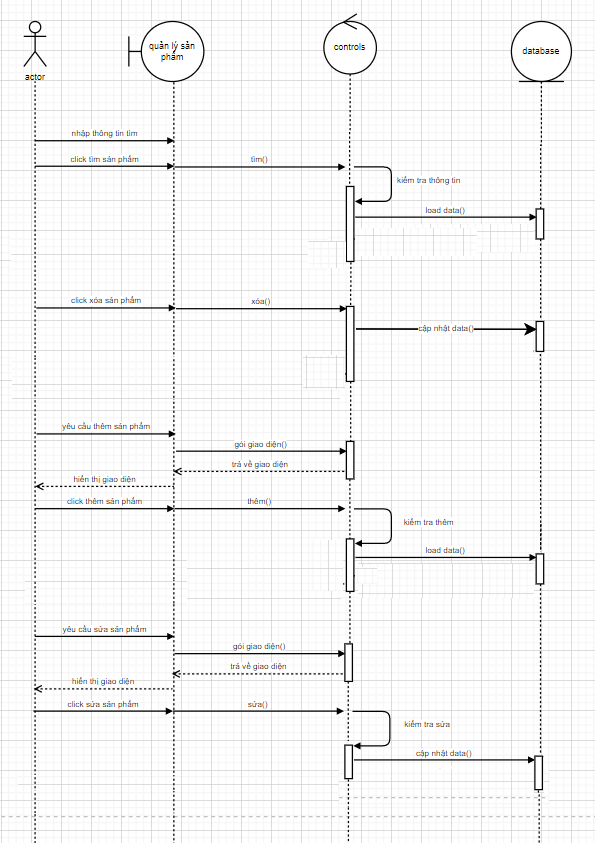 quản lý sản
phẩm
controls
database
actor
nhập thông tin tìm
click tìm sản phẩm
tìm()
kiểm tra thông tin
load data()
click xóa sản phẩm
xóa()
cập nhật data()
yêu cầu thêm sản phẩm
gói giao diện()
trả về giao diện
hiển thị giao diện
click thêm sản phẩm
thêm()
kiểm tra thêm
load data()
yêu cầu sửa sản phẩm
gói giao diện()
trả về giao diện
hiển thị giao diện
click sửa sản phẩm
sửa()
kiểm tra sửa
cập nhật data()